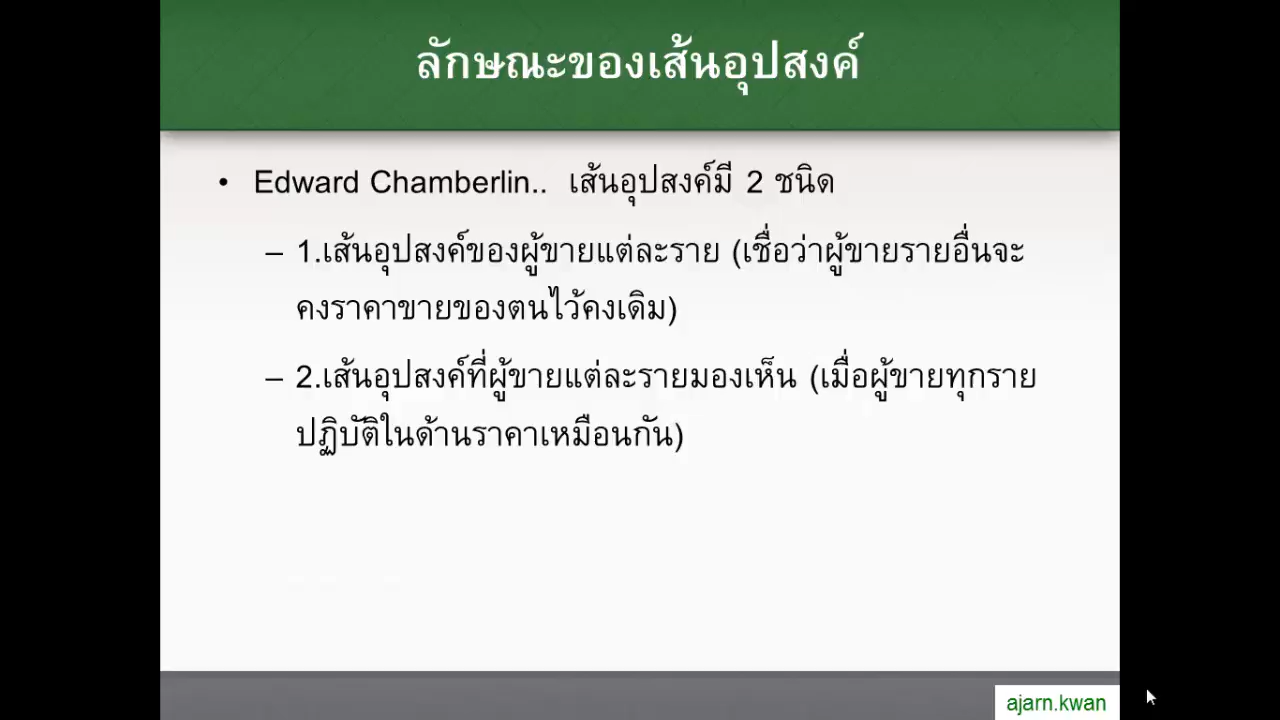 ลักษณะของเส้นอุปสงค์
• Edward Chamberlin.. เส้นอุปสงค์มี 2 ชนิด
– 1.เส้นอุปสงค์ของผู้ขายแต่ละราย (เชื่อว่าผู้ขายรายอื่นจะ
คงราคาขายของตนไว้คงเดิม)
– 2.เส้นอุปสงค์ที่ผู้ขายแต่ละรายมองเห็น (เมื่อผู้ขายทุกราย
ปฏิบัติในด้านราคาเหมือนกัน)
ajarn.kwan